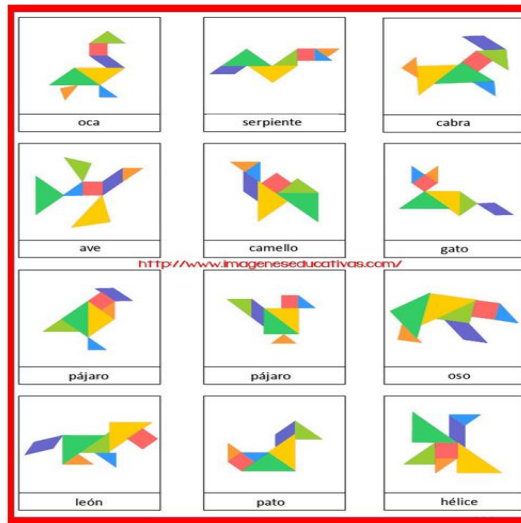 oca
serpiente
cabra
ave
camello
gato
http://www.imageneseducativas.com/
pájaro
pájaro
oso
león
pato
hélice